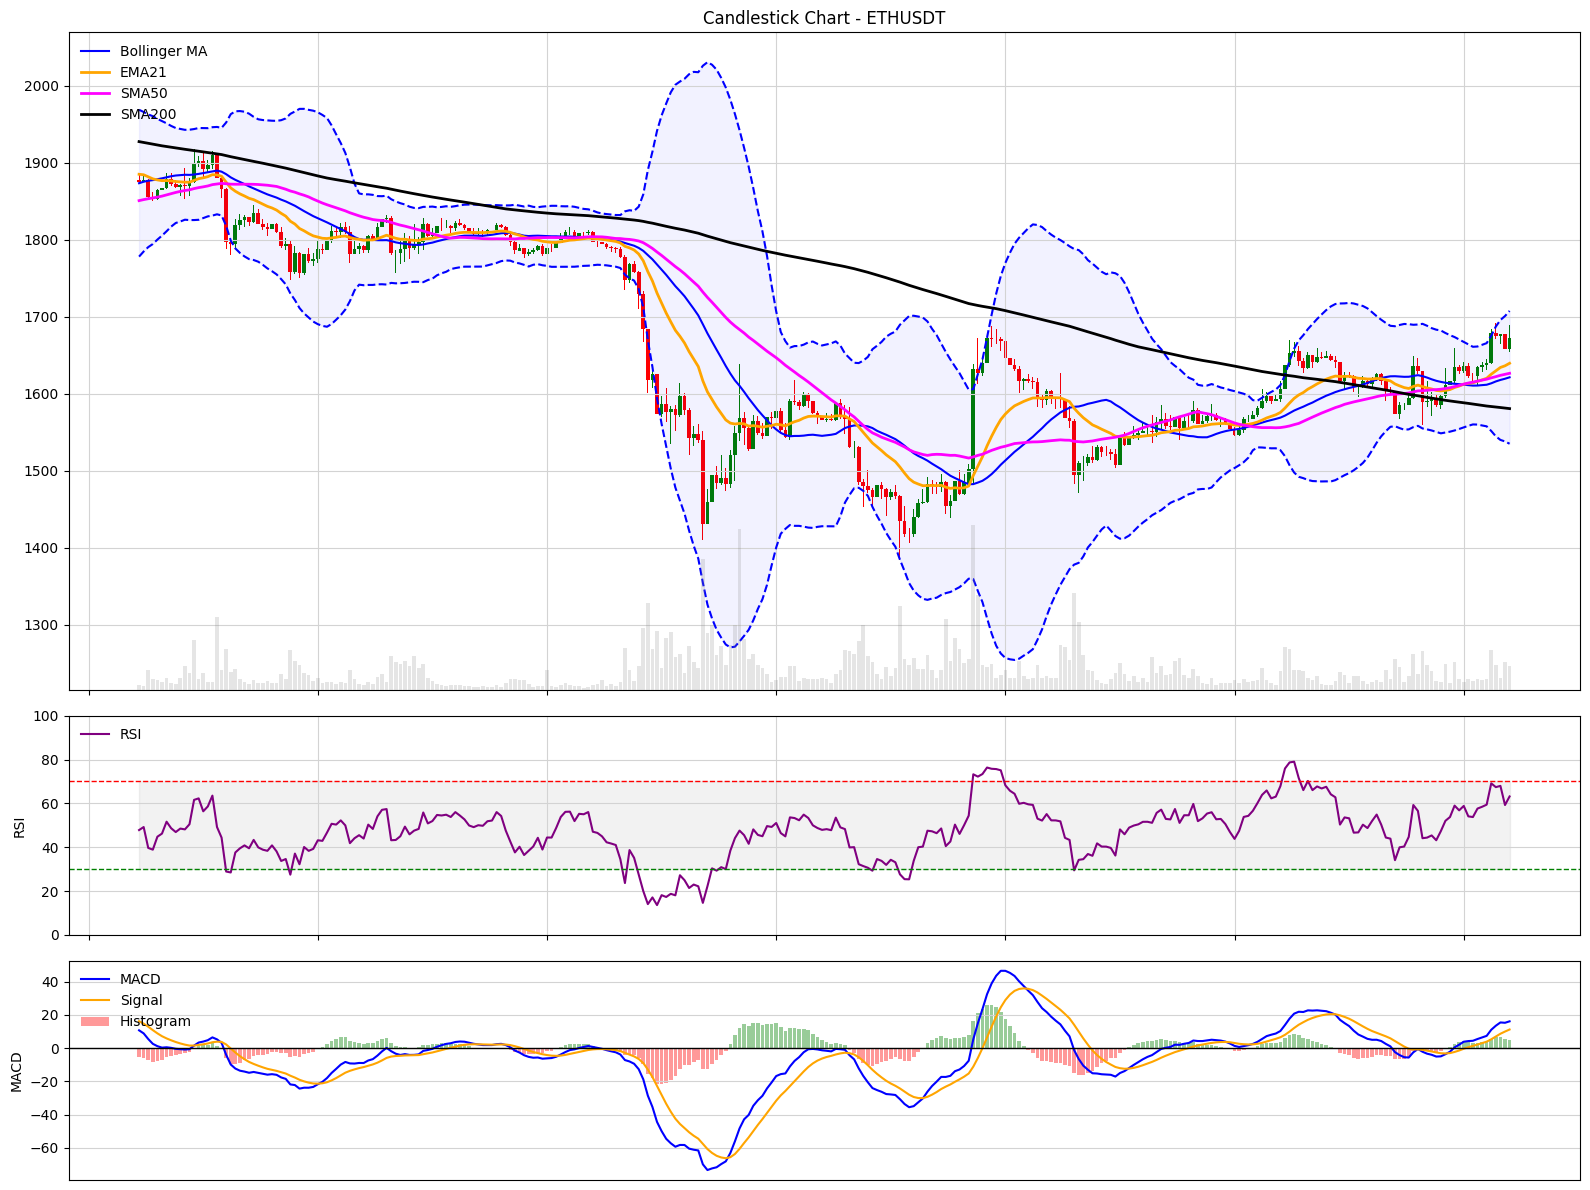 Candlestick Chart - ETHUSDT
Bollinger MA
EMA21
SMA50
SMA200
2000
1900
1800
1700
1600
1500
1400
1300
RSI
100
80
60
40
20
0
RSI
MACD
Signal
Histogram
40
20
0
−20
−40
−60
MACD